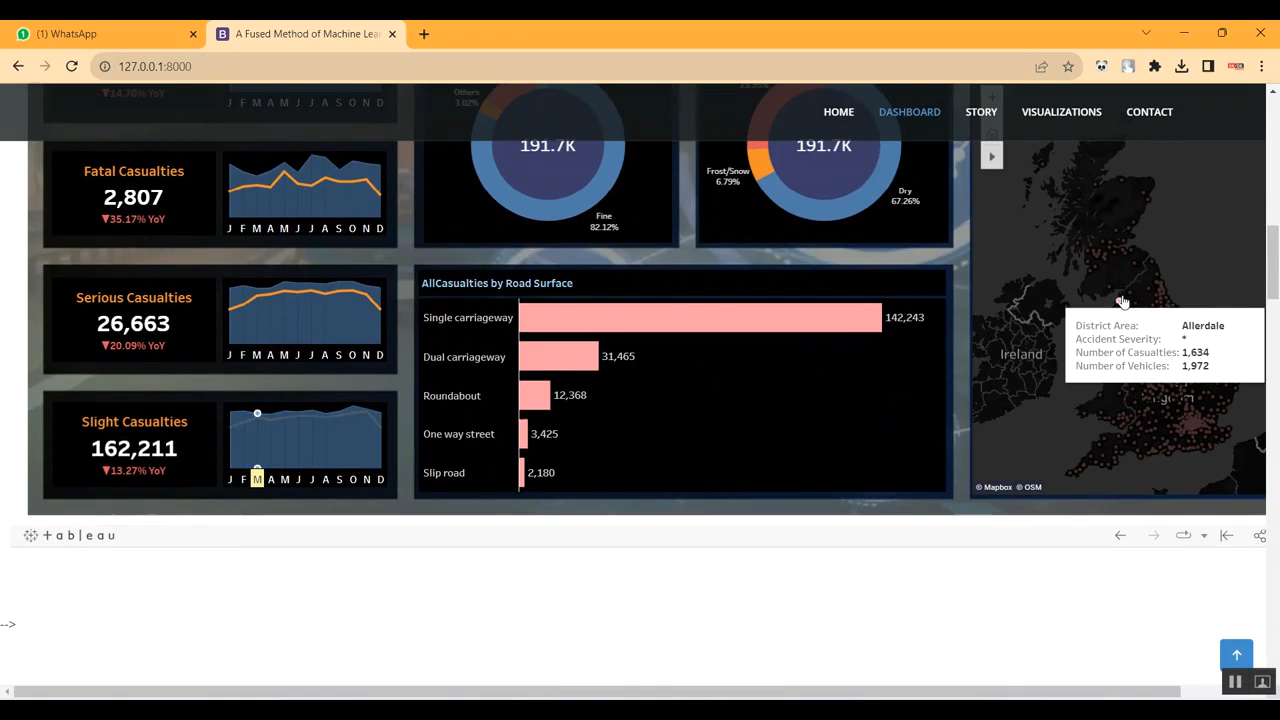 (1) WhatsApp
A Fused Method of Machine Lea
127.0.0.1:8000
HOME DASHBOARD STORY VISUALIZATIONS CONTACT
▼14.70% YoY
J F M A M J J A S O N D
Fatal Casualties
2,807
▼35.17% YoY
J F M A M J J A S O N D
Serious Casualties
26,663
▼20.09% YoY
J F M A M J J A S O N D
Slight Casualties
162,211
▼13.27% YoY
J F M A M J J A S O N D
Others
3.02%
191.7K
Fine
82.12%
191.7K
Frost/Snow
6.79%
Dry
67.26%
AllCasualties by Road Surface
Single carriageway 142,243
Dual carriageway 31,465
Roundabout 12,368
One way street 3,425
Slip road 2,180
Ireland
District Area: Allerdale
Accident Severity: *
Number of Casualties: 1,634
Number of Vehicles: 1,972
© Mapbox © OSM
+ableau
-->